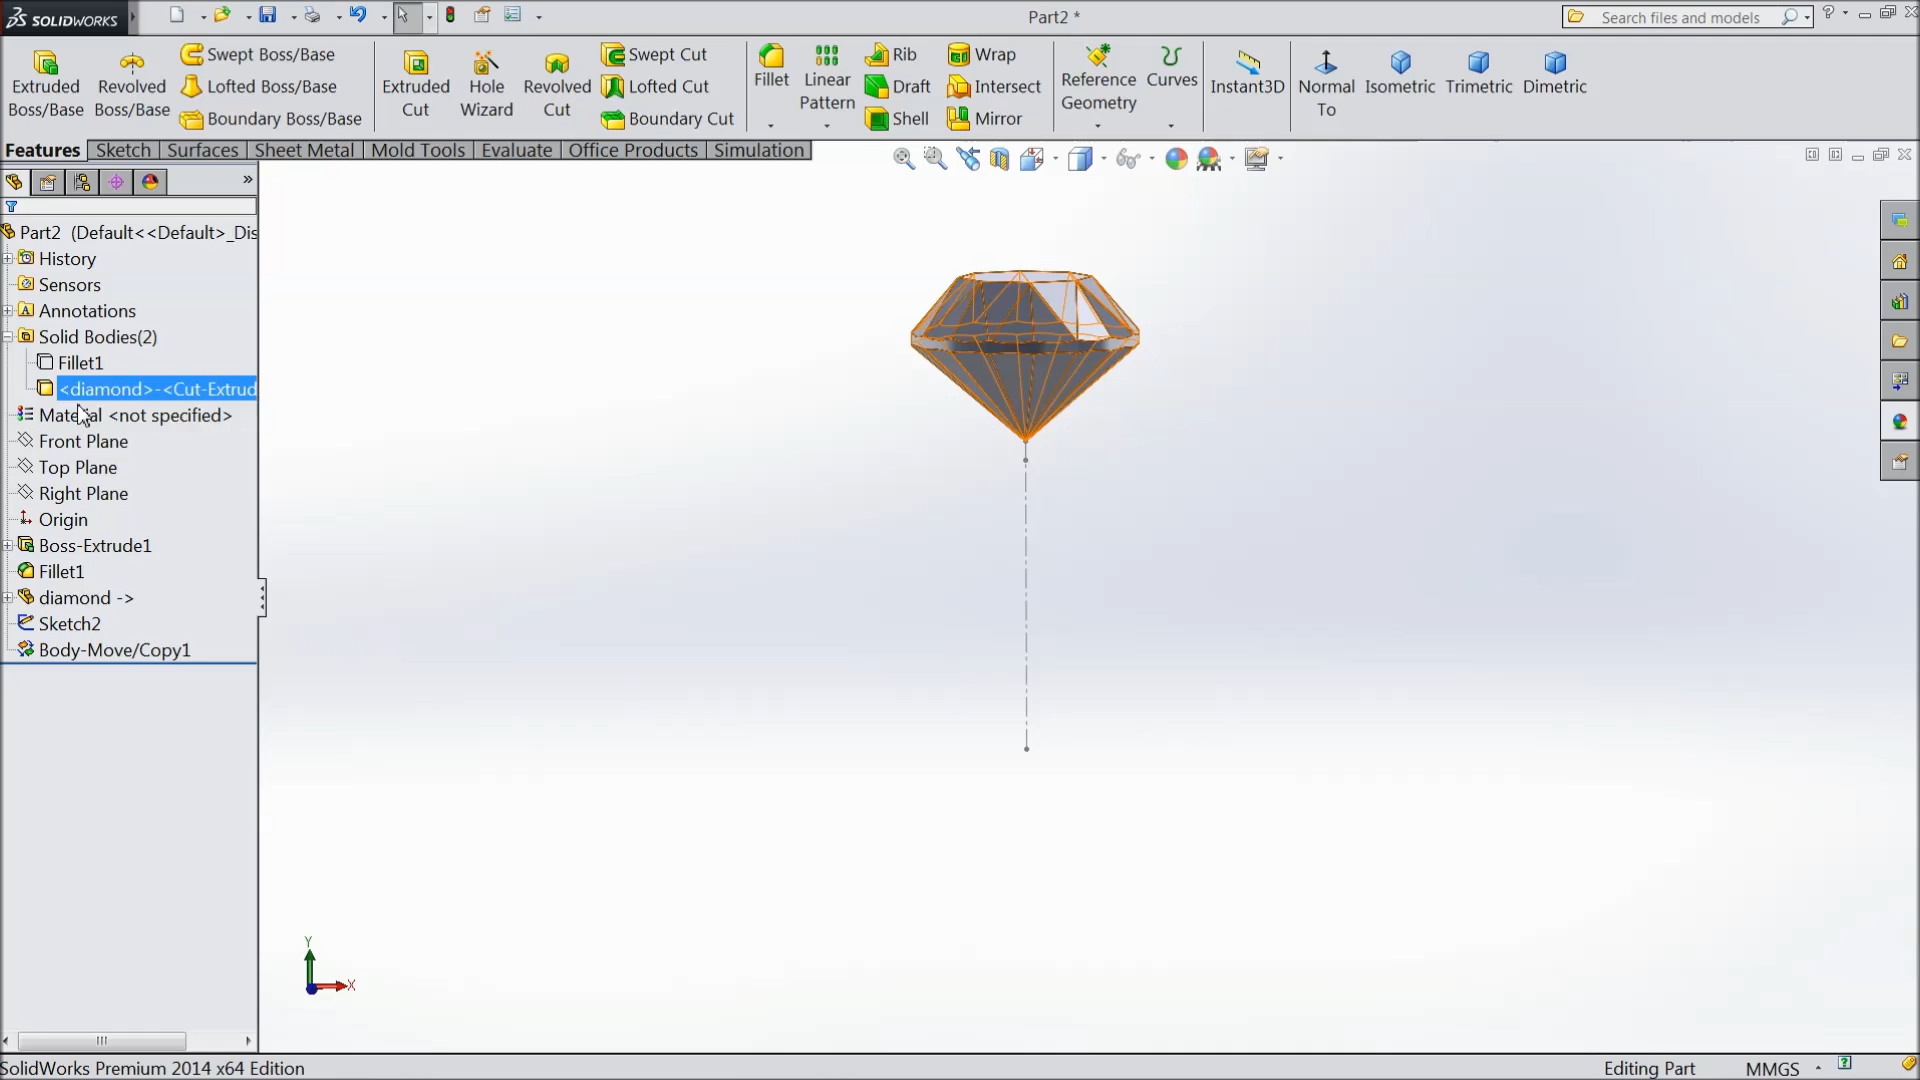 SOLIDWORKS
Part2 *
Search files and models
Extruded Boss/Base
Revolved Boss/Base
Swept Boss/Base
Lofted Boss/Base
Boundary Boss/Base
Extruded Cut
Hole Wizard
Revolved Cut
Swept Cut
Lofted Cut
Boundary Cut
Fillet
Linear Pattern
Rib
Draft
Shell
Wrap
Intersect
Mirror
Reference Geometry
Curves
Instant3D
Normal To
Isometric
Trimetric
Dimetric
Features
Sketch
Surfaces
Sheet Metal
Mold Tools
Evaluate
Office Products
Simulation
Part2 (Default<<Default>_Dis
History
Sensors
Annotations
Solid Bodies(2)
Fillet1
<diamond>-<Cut-Extrud
Material <not specified>
Front Plane
Top Plane
Right Plane
Origin
Boss-Extrude1
Fillet1
diamond ->
Sketch2
Body-Move/Copy1
Y
X
SolidWorks Premium 2014 x64 Edition
Editing Part
MMGS